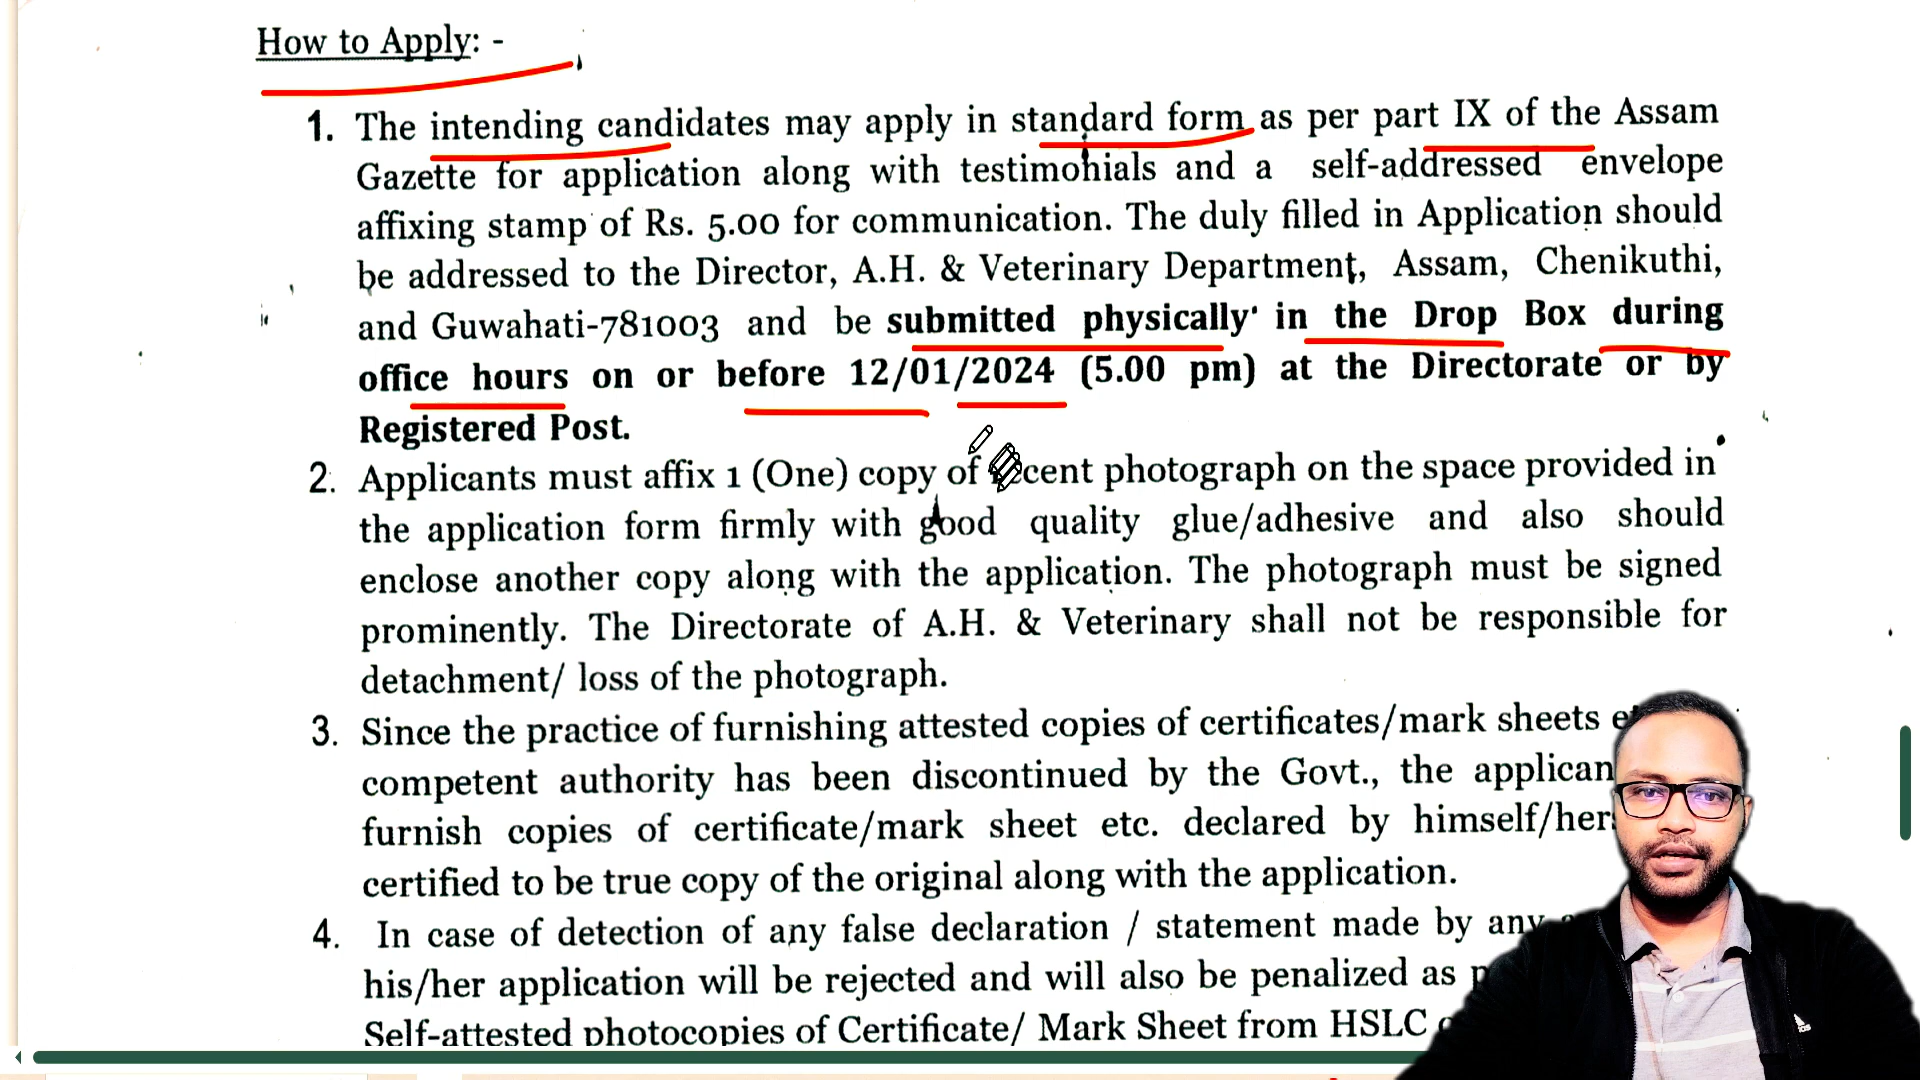 How to Apply: -
1. The intending candidates may apply in standard form as per part IX of the Assam
Gazette for application along with testimonials and a self-addressed envelope
affixing stamp of Rs. 5.00 for communication. The duly filled in Application should
be addressed to the Director, A.H. & Veterinary Department, Assam, Chenikuthi,
and Guwahati-781003 and be submitted physically in the Drop Box during
office hours on or before 12/01/2024 (5.00 pm) at the Directorate or by
Registered Post.
2. Applicants must affix 1 (One) copy of recent photograph on the space provided in
the application form firmly with good quality glue/adhesive and also should
enclose another copy along with the application. The photograph must be signed
prominently. The Directorate of A.H. & Veterinary shall not be responsible for
detachment/ loss of the photograph.
3. Since the practice of furnishing attested copies of certificates/mark sheets
competent authority has been discontinued by the Govt., the
furnish copies of certificate/mark sheet etc. declared by
certified to be true copy of the original along with the application.
4. In case of detection of any false declaration / statement made by any
his/her application will be rejected and will also be penalized as
Self-attested photocopies of Certificate/ Mark Sheet from HSLC